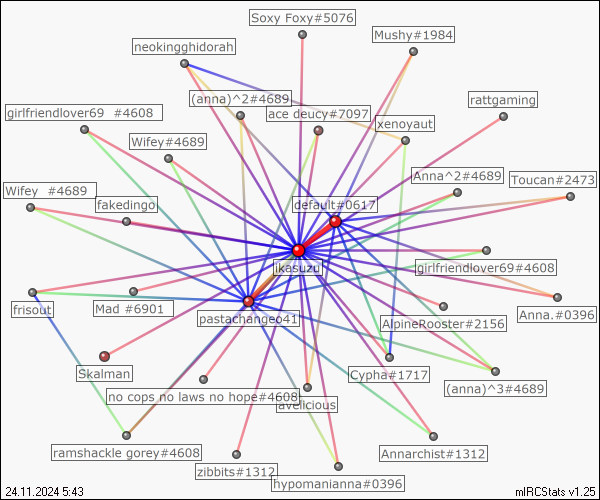 Soxy Foxy#5076
Mushy#1984
neokingghidorah
(anna)^2#4689
rattgaming
girlfriendlover69 #4608
ace deucy#7097
xenoyaut
Wifey#4689
Anna^2#4689
Toucan#2473
Wifey #4689
fakedingo
default#0617
ikasuzu
girlfriendlover69#4608
frisout
Mad #6901
pastachangeo41
Anna.#0396
AlpineRooster#2156
Skalman
Cypha#1717
no cops no laws no hope#4608
avelicious
(anna)^3#4689
ramshackle gorey#4608
Annarchist#1312
zibbits#1312
hypomanianna#0396
24.11.2024 5:43
mIRCStats v1.25